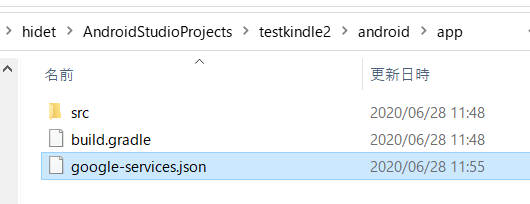 hidet > AndroidStudioProjects > testkindle2 > android > app
名前 更新日時
src 2020/06/28 11:48
build.gradle 2020/06/28 11:48
google-services.json 2020/06/28 11:55